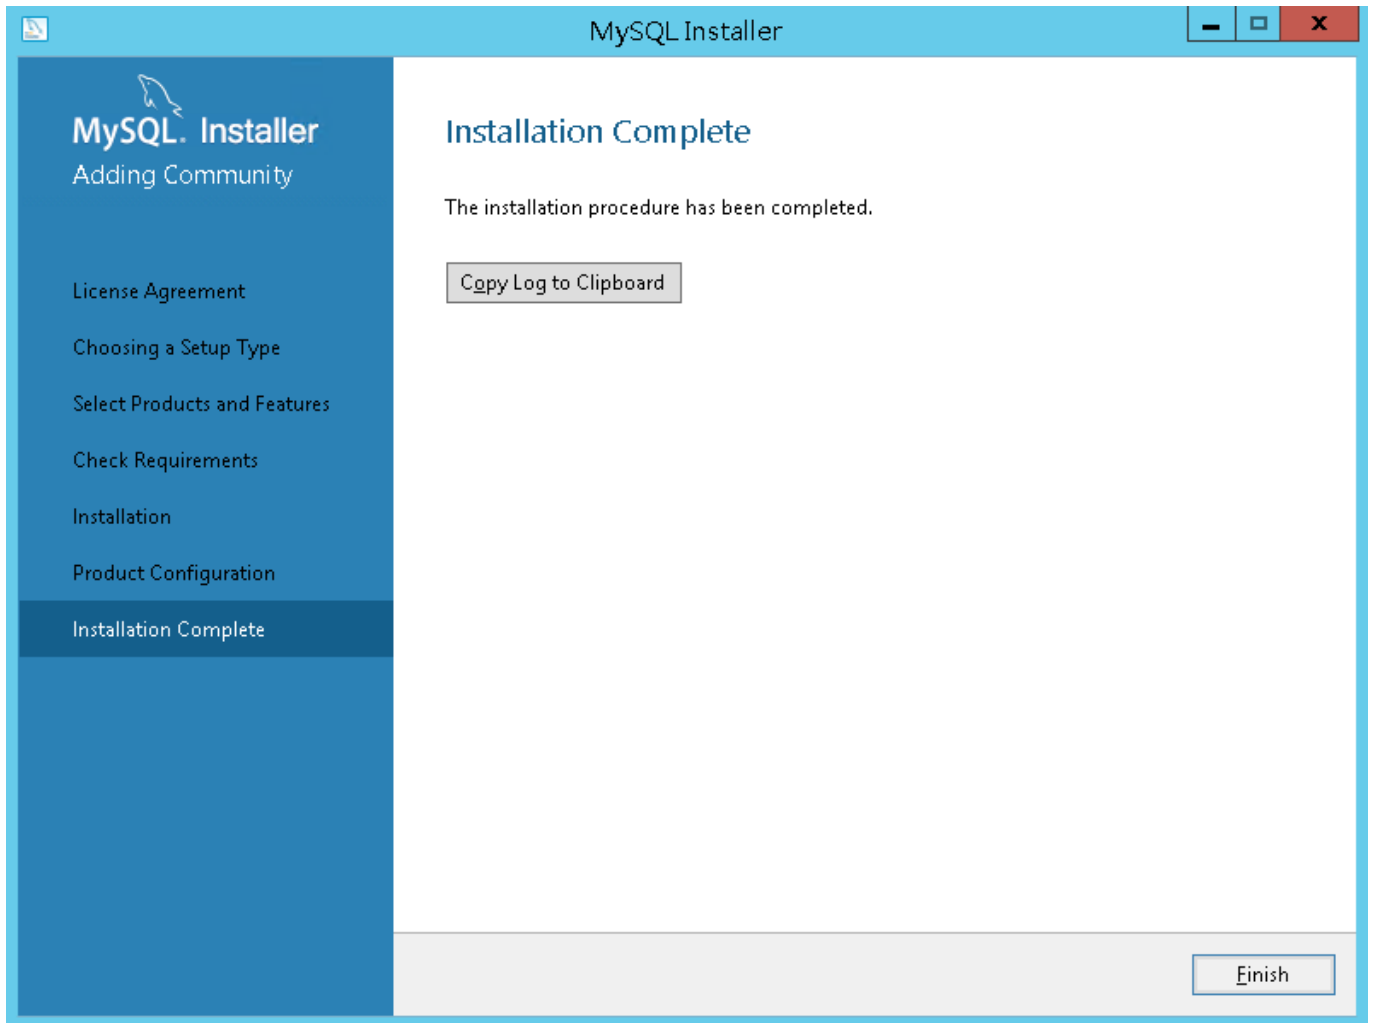 MySQL Installer
MySQL. Installer
Adding Community
License Agreement
Choosing a Setup Type
Select Products and Features
Check Requirements
Installation
Product Configuration
Installation Complete
Installation Complete
The installation procedure has been completed.
Copy Log to Clipboard
Finish